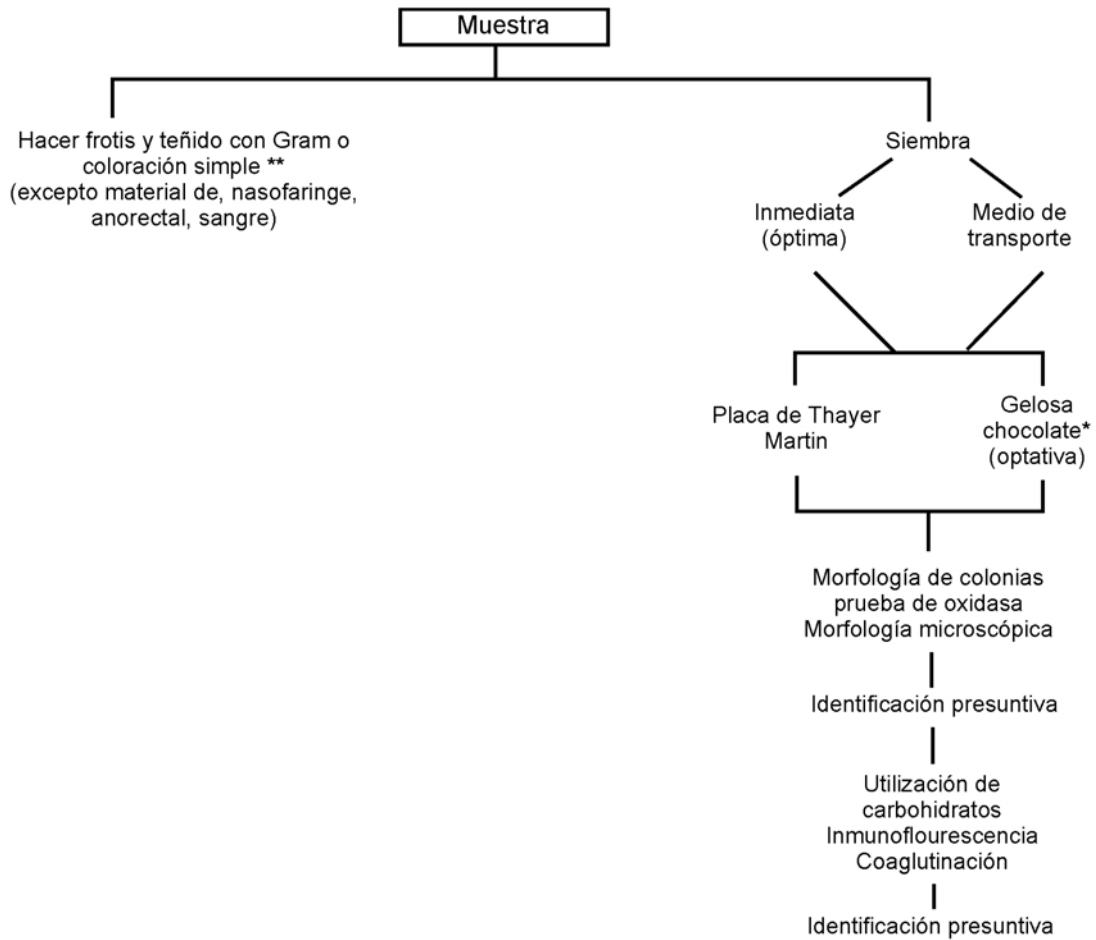 Muestra
Hacer frotis y teñido con Gram o
coloración simple **
(excepto material de, nasofaringe,
anorectal, sangre)
Siembra
Inmediata
(óptima)
Medio de
transporte
Placa de Thayer
Martin
Gelosa
chocolate*
(optativa)
Morfología de colonias
prueba de oxidasa
Morfología microscópica
Identificación presuntiva
Utilización de
carbohidratos
Inmunoflourescencia
Coaglutinación
Identificación presuntiva